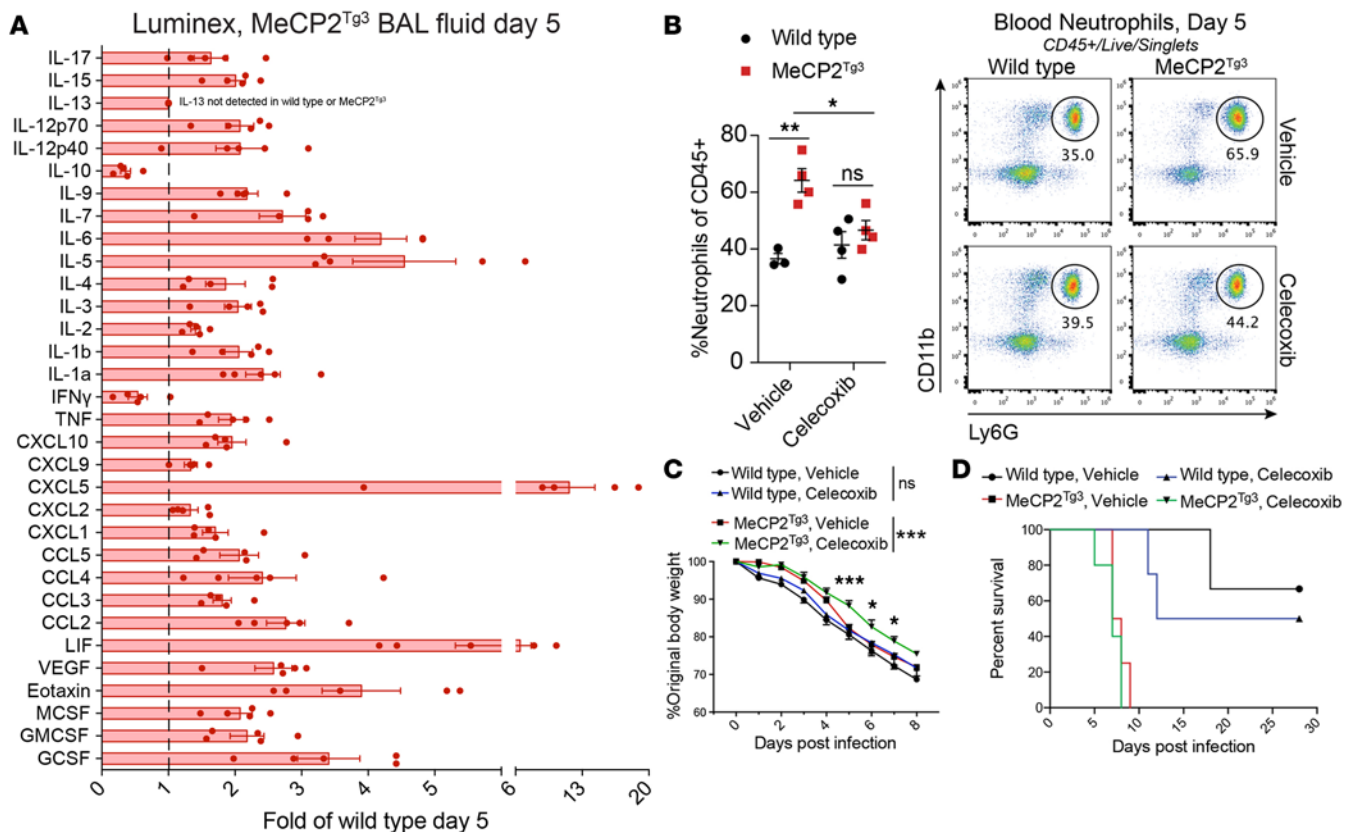 A
Luminex, MeCP2Tg3 BAL fluid day 5
IL-17
IL-15
IL-13
IL-13 not detected in wild type or MeCP2Tg3
IL-12p70
IL-12p40
IL-10
IL-9
IL-7
IL-6
IL-5
IL-4
IL-3
IL-2
IL-1b
IL-1a
IFNγ
TNF
CXCL10
CXCL9
CXCL5
CXCL2
CXCL1
CCL5
CCL4
CCL3
CCL2
LIF
VEGF
Eotaxin
MCSF
GMCSF
GCSF
0 1 2 3 4 5 6 13 20
Fold of wild type day 5
B
Wild type
MeCP2Tg3
*
** ns
%Neutrophils of CD45+
80
60
40
20
0
Vehicle Celecoxib
Blood Neutrophils, Day 5
CD45+/Live/Singlets
Wild type MeCP2Tg3
Vehicle
35.0 65.9
Celecoxib
39.5 44.2
CD11b
Ly6G
C
Wild type, Vehicle
Wild type, Celecoxib
ns
MeCP2Tg3, Vehicle
MeCP2Tg3, Celecoxib
***
%Original body weight
100
90
80
70
60
*** * *
0 2 4 6 8
Days post infection
D
Wild type, Vehicle Wild type, Celecoxib
MeCP2Tg3, Vehicle MeCP2Tg3, Celecoxib
Percent survival
100
80
60
40
20
0
0 5 10 15 20 25 30
Days post infection